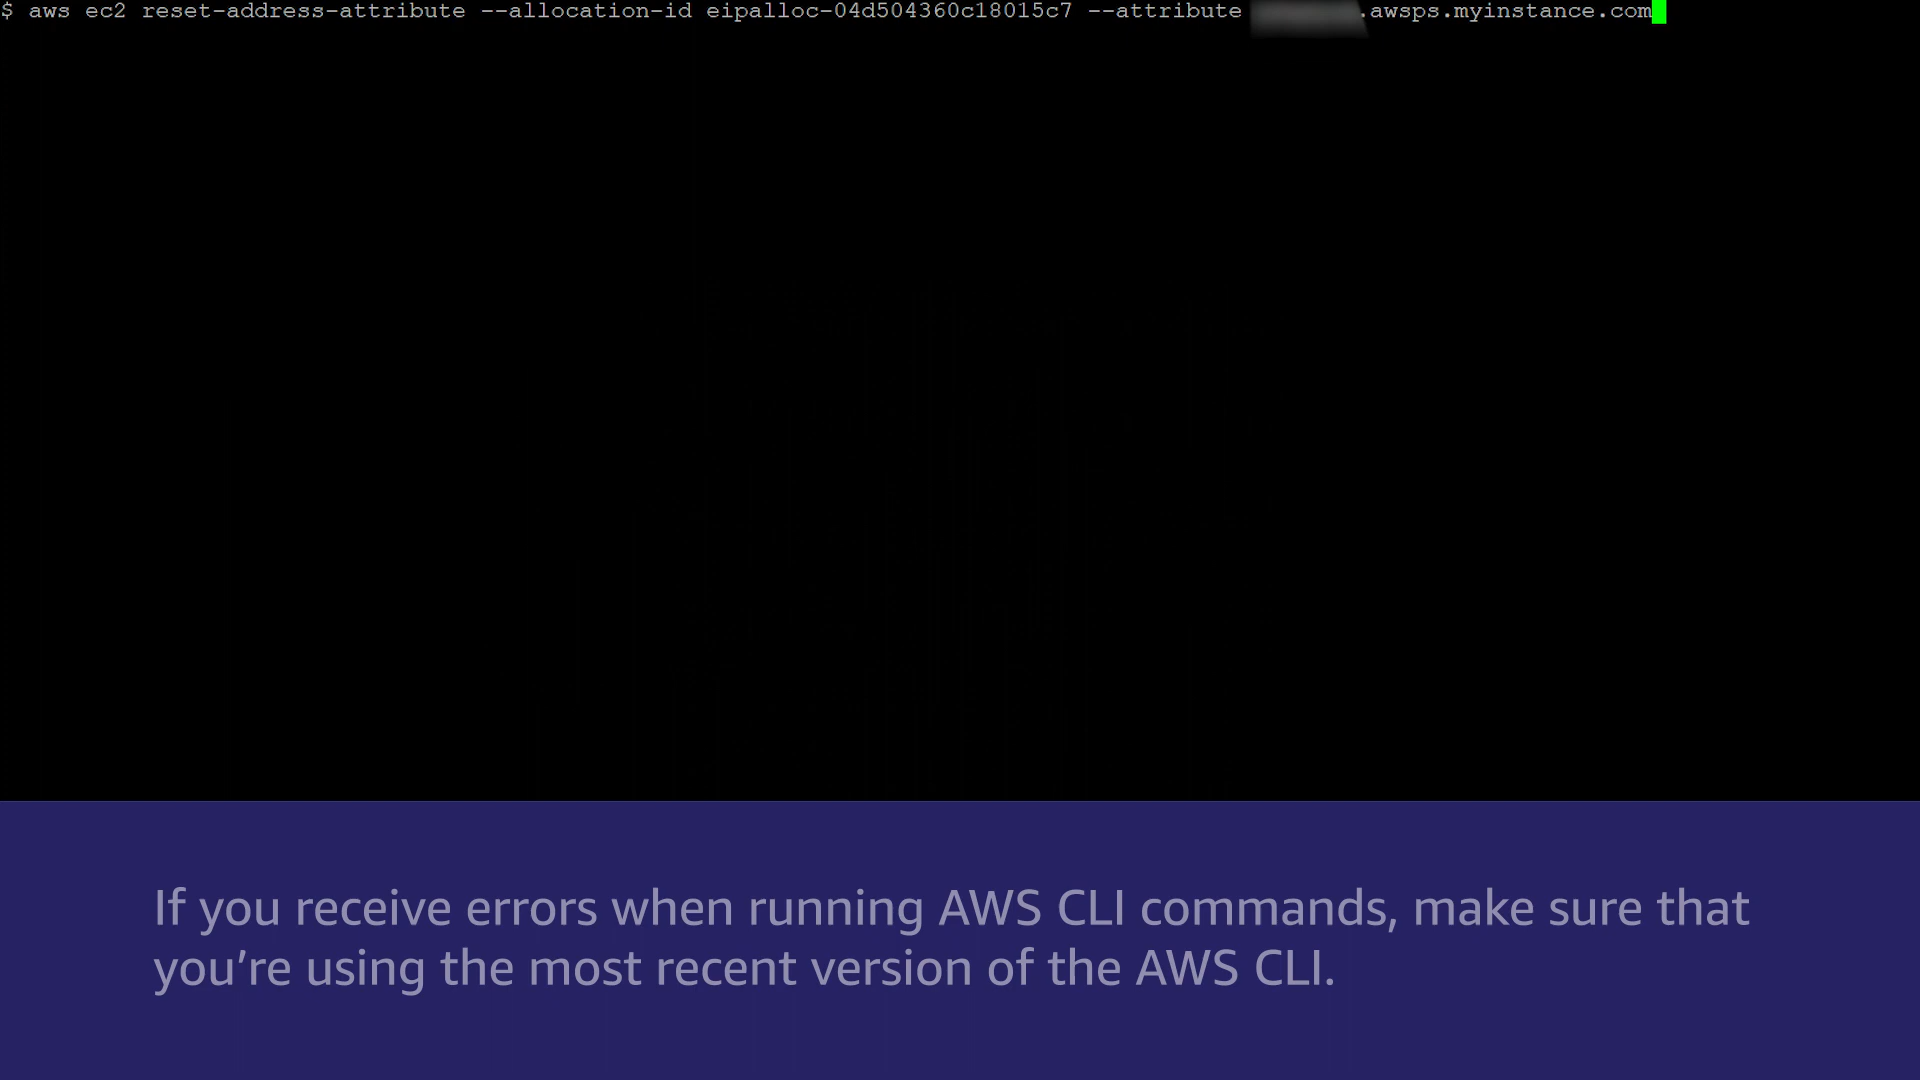 $ aws ec2 reset-address-attribute --allocation-id eipalloc-04d504360c18015c7 --attribute .awsps.myinstance.com
If you receive errors when running AWS CLI commands, make sure that
you’re using the most recent version of the AWS CLI.